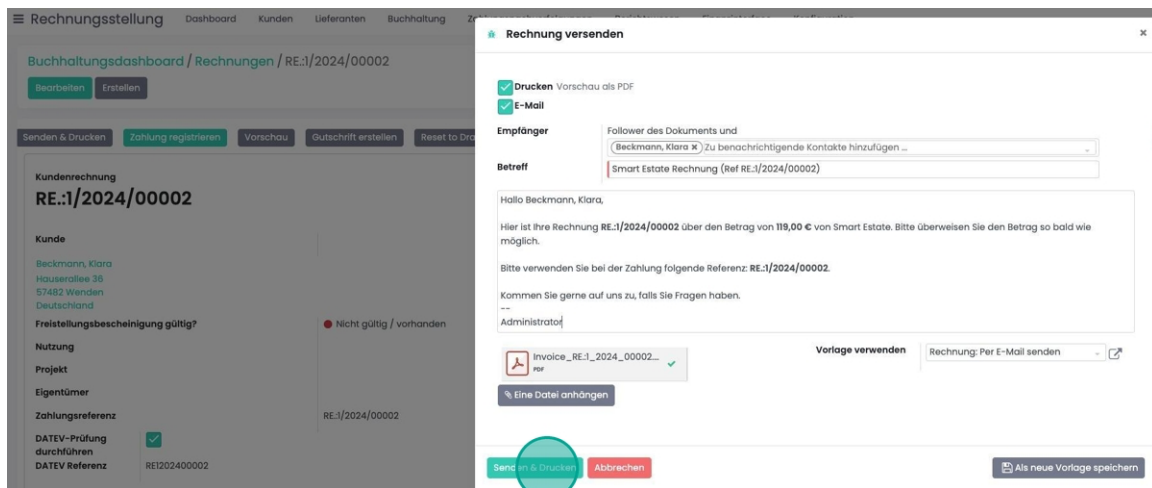 Rechnungsstellung Dashboard Kunden Lieferanten Buchhaltung
Buchhaltungsdashboard / Rechnungen / RE.:1/2024/00002
Bearbeiten Erstellen
Senden & Drucken Zahlung registrieren Vorschau Gutschrift erstellen Reset to Dra
Kundenrechnung
RE.:1/2024/00002
Kunde
Beckmann, Klara
Hauserallee 36
57482 Wenden
Deutschland
Freistellungsbescheinigung gültig? Nicht gültig / vorhanden
Nutzung
Projekt
Eigentümer
Zahlungsreferenz RE.:1/2024/00002
DATEV-Prüfung
durchführen
DATEV Referenz RE1202400002
Rechnung versenden x
Drucken Vorschau als PDF
E-Mail
Empfänger Follower des Dokuments und
Beckmann, Klara x Zu benachrichtigende Kontakte hinzufügen ...
Betreff Smart Estate Rechnung (Ref RE.:1/2024/00002)
Hallo Beckmann, Klara,
Hier ist Ihre Rechnung RE.:1/2024/00002 über den Betrag von 119,00 € von Smart Estate. Bitte überweisen Sie den Betrag so bald wie
möglich.
Bitte verwenden Sie bei der Zahlung folgende Referenz: RE.:1/2024/00002.
Kommen Sie gerne auf uns zu, falls Sie Fragen haben.
--
Administrator
Invoice_RE.:1_2024_00002...
PDF
Vorlage verwenden Rechnung: Per E-Mail senden
Eine Datei anhängen
Senden & Drucken Abbrechen Als neue Vorlage speichern